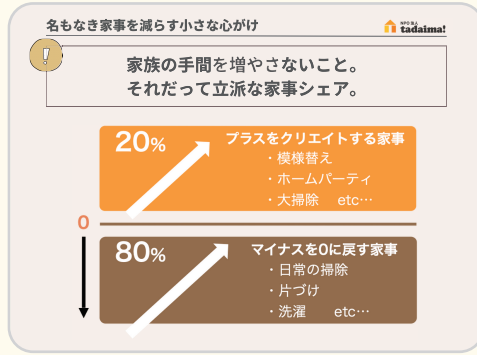 名もなき家事を減らす小さな心がけ
NPO法人
tadaima!
!
家族の手間を増やさないこと。
それだって立派な家事シェア。
20%
プラスをクリエイトする家事
・模様替え
・ホームパーティ
・大掃除 etc…
0
80%
マイナスを0に戻す家事
・日常の掃除
・片づけ
・洗濯 etc…